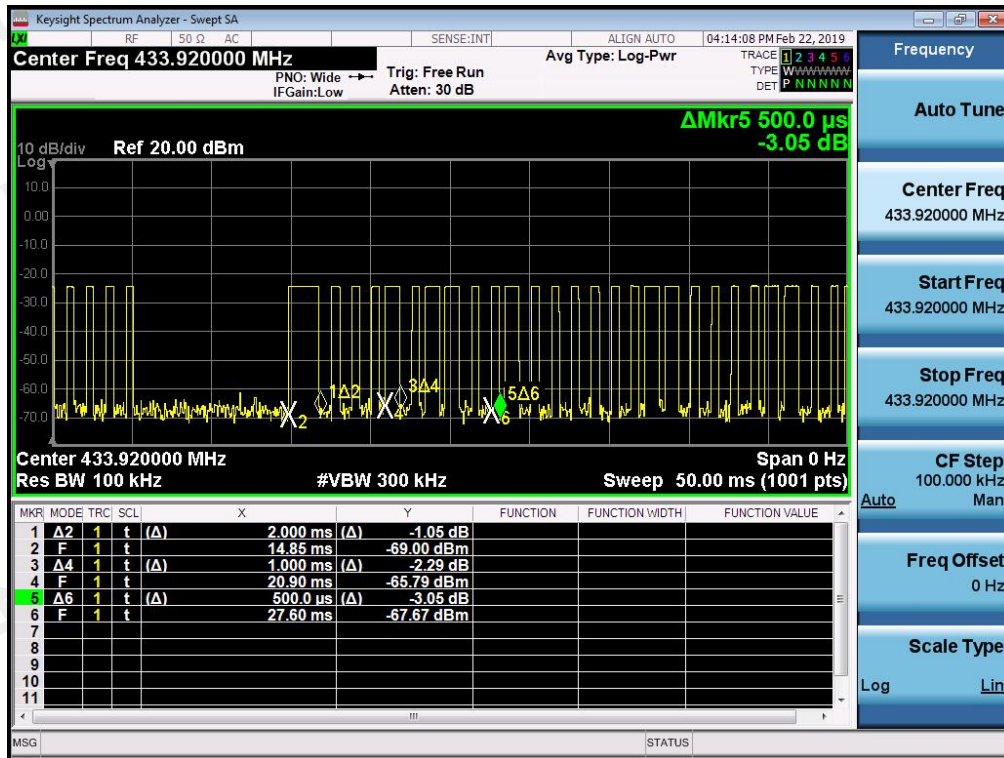 Keysight Spectrum Analyzer - Swept SA
LXI RF 50 Ω AC SENSE:INT ALIGN AUTO 04:14:08 PM Feb 22, 2019
Center Freq 433.920000 MHz
PNO: Wide
IFGain:Low
Trig: Free Run
Atten: 30 dB
Avg Type: Log-Pwr
TRACE 1 2 3 4 5 6
TYPE WWWWWW
DET P N N N N N
ΔMkr5 500.0 µs
-3.05 dB
10 dB/div Ref 20.00 dBm
Log
10.0
0.00
-10.0
-20.0
-30.0
-40.0
-50.0
-60.0
-70.0
1Δ2
2
3Δ4
4
5Δ6
6
Center 433.920000 MHz Span 0 Hz
Res BW 100 kHz #VBW 300 kHz Sweep 50.00 ms (1001 pts)
MKR MODE TRC SCL X Y FUNCTION FUNCTION WIDTH FUNCTION VALUE
1 Δ2 1 t (Δ) 2.000 ms (Δ) -1.05 dB
2 F 1 t 14.85 ms -69.00 dBm
3 Δ4 1 t (Δ) 1.000 ms (Δ) -2.29 dB
4 F 1 t 20.90 ms -65.79 dBm
5 Δ6 1 t (Δ) 500.0 µs (Δ) -3.05 dB
6 F 1 t 27.60 ms -67.67 dBm
7
8
9
10
11
MSG STATUS
Frequency
Auto Tune
Center Freq
433.920000 MHz
Start Freq
433.920000 MHz
Stop Freq
433.920000 MHz
CF Step
100.000 kHz
Auto Man
Freq Offset
0 Hz
Scale Type
Log Lin